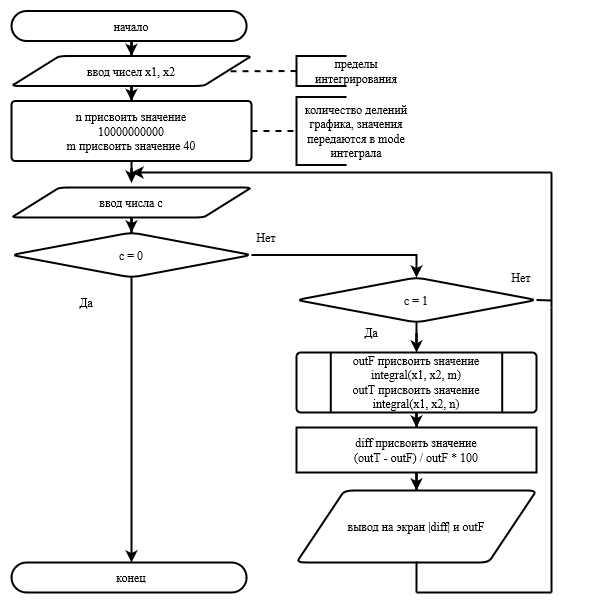 начало
ввод чисел x1, x2
пределы
интегрирования
n присвоить значение
10000000000
m присвоить значение 40
количество делений
графика, значения
передаются в mode
интеграла
ввод числа c
c = 0
Нет
Да
Нет
c = 1
Да
outF присвоить значение
integral(x1, x2, m)
outT присвоить значение
integral(x1, x2, n)
diff присвоить значение
(outT - outF) / outF * 100
вывод на экран |diff| и outF
конец